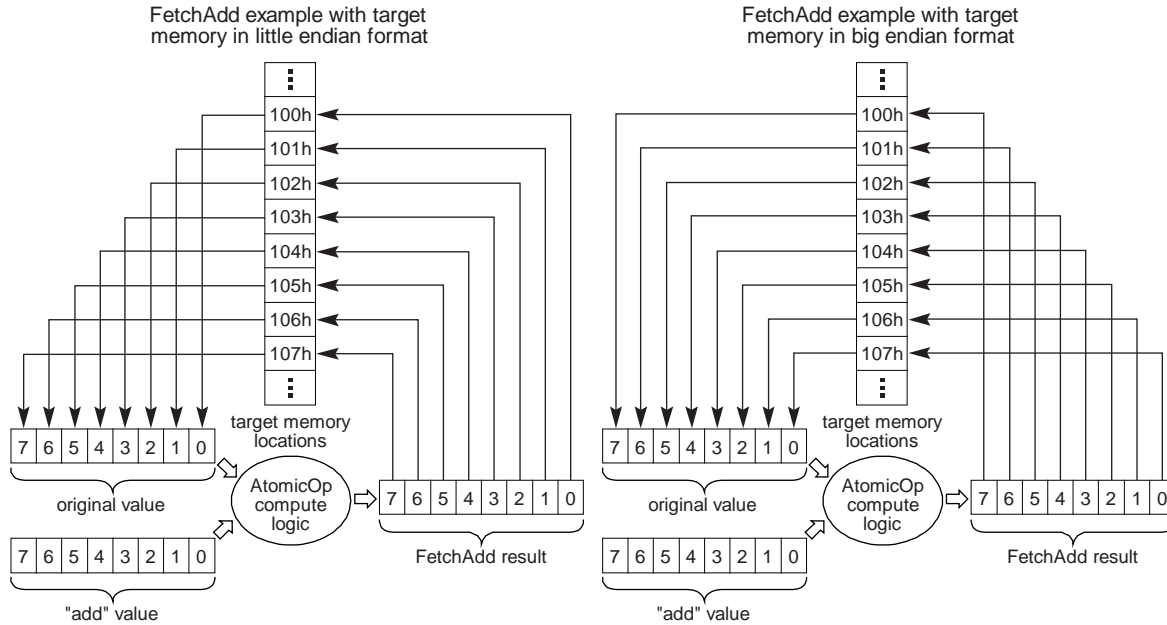 FetchAdd example with target
memory in little endian format
100h
101h
102h
103h
104h
105h
106h
107h
target memory
locations
7 6 5 4 3 2 1 0
original value
AtomicOp
compute
logic
7 6 5 4 3 2 1 0
FetchAdd result
7 6 5 4 3 2 1 0
"add" value
FetchAdd example with target
memory in big endian format
100h
101h
102h
103h
104h
105h
106h
107h
target memory
locations
7 6 5 4 3 2 1 0
original value
AtomicOp
compute
logic
7 6 5 4 3 2 1 0
FetchAdd result
7 6 5 4 3 2 1 0
"add" value